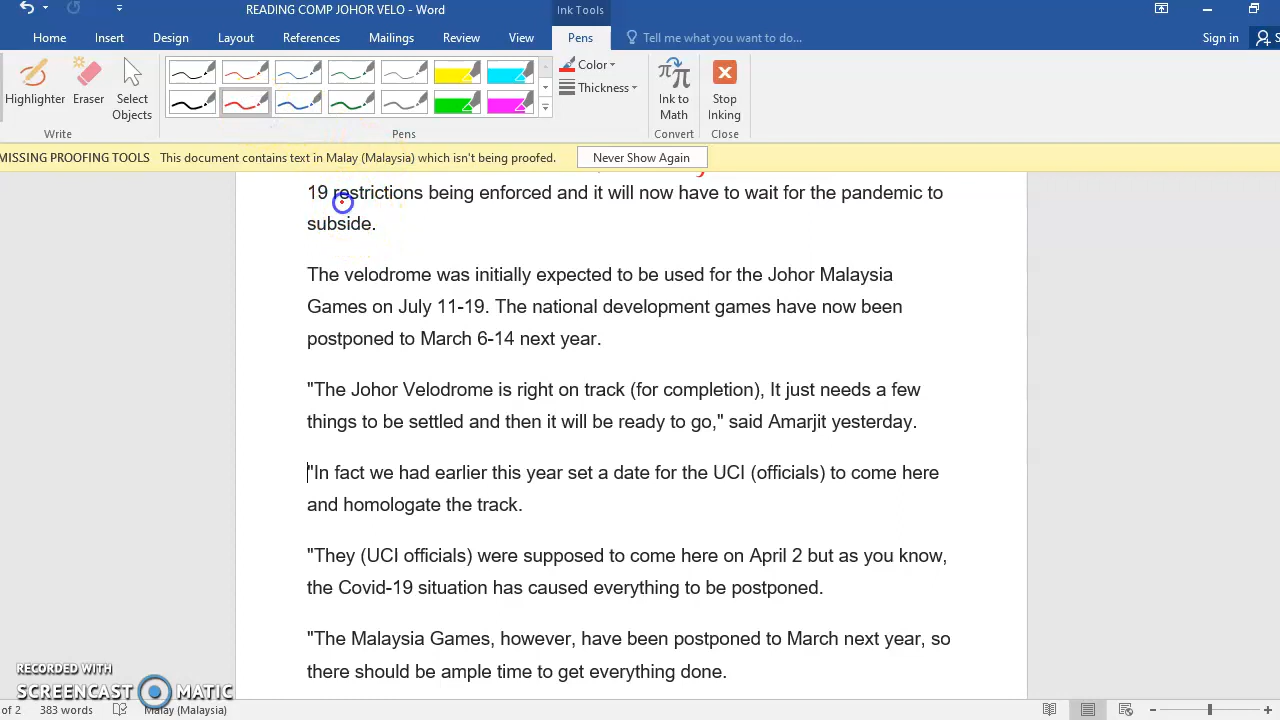 READING COMP JOHOR VELO - Word
Ink Tools
Home Insert Design Layout References Mailings Review View Pens Tell me what you want to do... Sign in S
Highlighter Eraser Select Objects
Color
Thickness
Ink to Math
Stop Inking
Write Pens Convert Close
MISSING PROOFING TOOLS This document contains text in Malay (Malaysia) which isn't being proofed. Never Show Again
19 restrictions being enforced and it will now have to wait for the pandemic to
subside.
The velodrome was initially expected to be used for the Johor Malaysia
Games on July 11-19. The national development games have now been
postponed to March 6-14 next year.
"The Johor Velodrome is right on track (for completion), It just needs a few
things to be settled and then it will be ready to go," said Amarjit yesterday.
"In fact we had earlier this year set a date for the UCI (officials) to come here
and homologate the track.
"They (UCI officials) were supposed to come here on April 2 but as you know,
the Covid-19 situation has caused everything to be postponed.
"The Malaysia Games, however, have been postponed to March next year, so
there should be ample time to get everything done.
RECORDED WITH
SCREENCAST MATIC
of 2 383 words Malay (Malaysia)